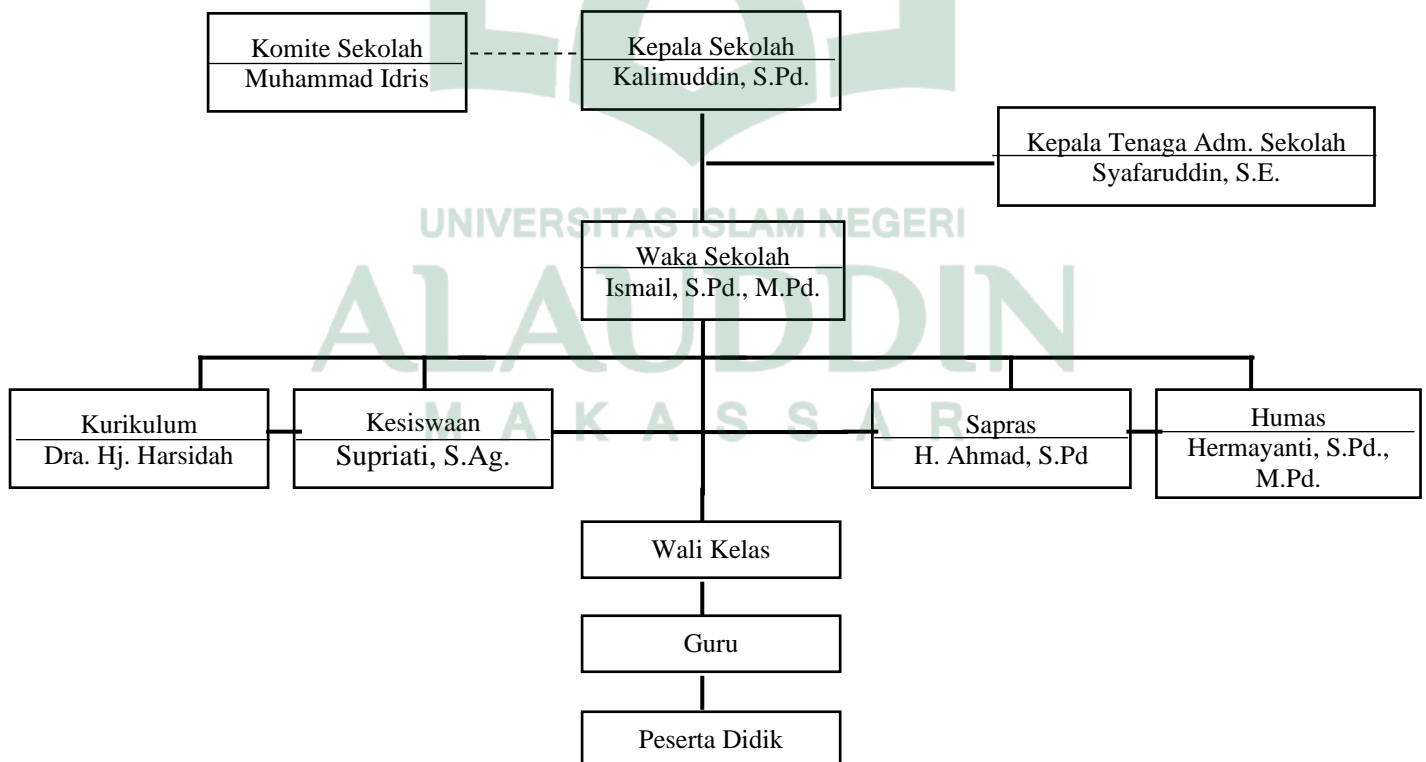 Komite Sekolah
Muhammad Idris
Kepala Sekolah
Kalimuddin, S.Pd.
Kepala Tenaga Adm. Sekolah
Syafaruddin, S.E.
UNIVERSITAS ISLAM NEGERI
Waka Sekolah
Ismail, S.Pd., M.Pd.
ALAUDDIN
MAKASSAR
Kurikulum
Dra. Hj. Harsidah
Kesiswaan
Supriati, S.Ag.
Sapras
H. Ahmad, S.Pd
Humas
Hermayanti, S.Pd.,
M.Pd.
Wali Kelas
Guru
Peserta Didik